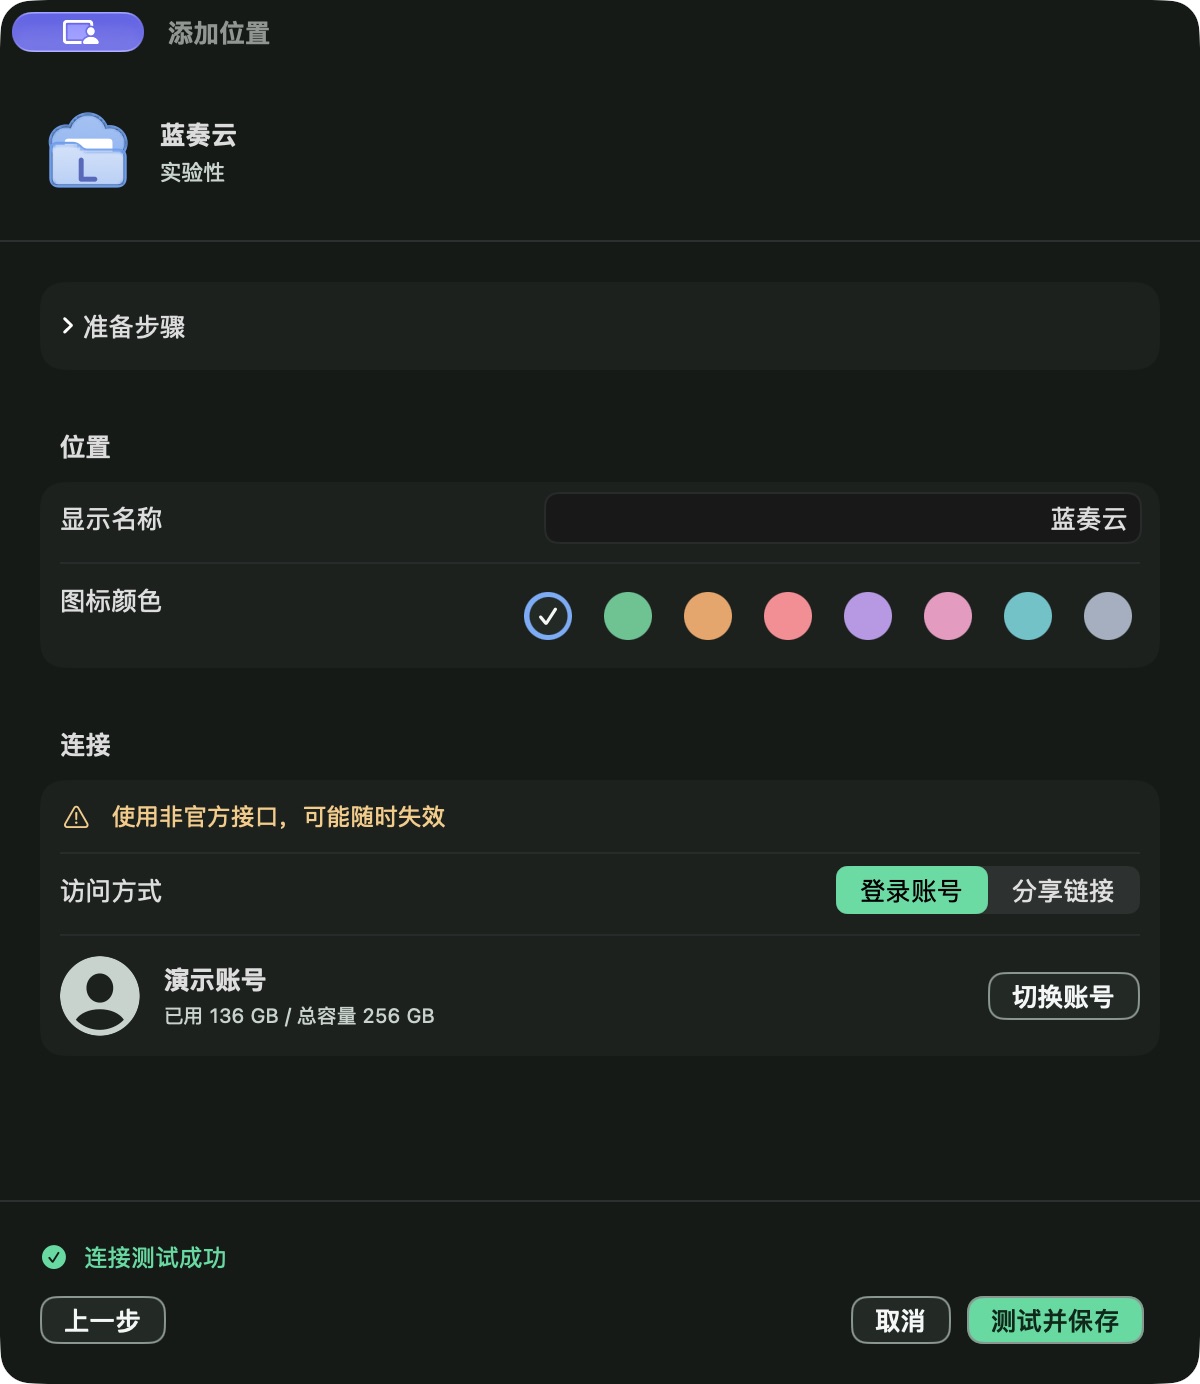 添加位置
蓝奏云
实验性
L
准备步骤
位置
显示名称 蓝奏云
图标颜色
连接
使用非官方接口，可能随时失效
访问方式 登录账号 分享链接
演示账号
已用 136 GB / 总容量 256 GB
切换账号
连接测试成功
上一步 取消 测试并保存